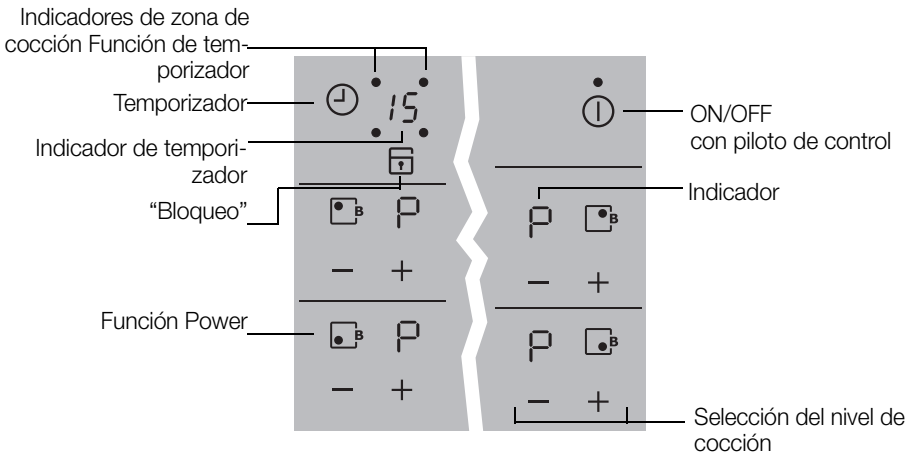 Indicadores de zona de
cocción Función de tem-
porizador
Temporizador
15
ON/OFF
con piloto de control
Indicador de tempori-
zador
Indicador
“Bloqueo”
B P
P B
− +
− +
Función Power
B P
P B
− +
− +
Selección del nivel de
cocción